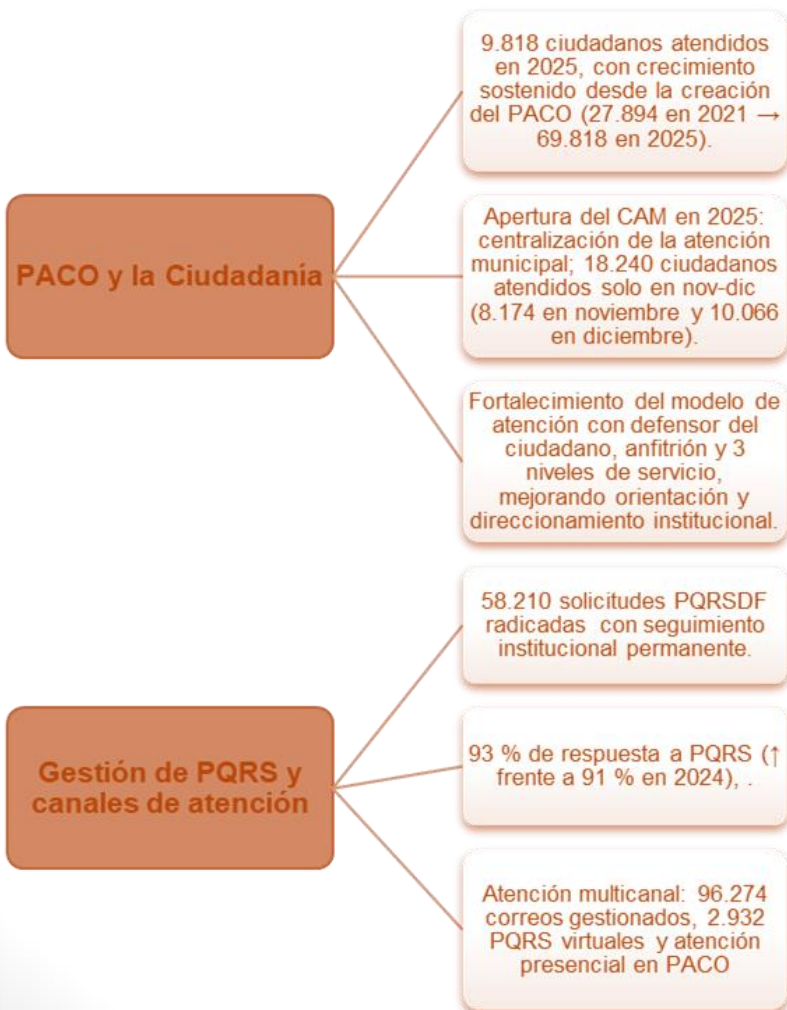 PACO y la Ciudadanía
9.818 ciudadanos atendidos
en 2025, con crecimiento
sostenido desde la creación
del PACO (27.894 en 2021 →
69.818 en 2025).
Apertura del CAM en 2025:
centralización de la atención
municipal; 18.240 ciudadanos
atendidos solo en nov-dic
(8.174 en noviembre y 10.066
en diciembre).
Fortalecimiento del modelo de
atención con defensor del
ciudadano, anfitrión y 3
niveles de servicio,
mejorando orientación y
direccionamiento institucional.
Gestión de PQRS y
canales de atención
58.210 solicitudes PQRSDF
radicadas con seguimiento
institucional permanente.
93 % de respuesta a PQRS (↑
frente a 91 % en 2024), .
Atención multicanal: 96.274
correos gestionados, 2.932
PQRS virtuales y atención
presencial en PACO